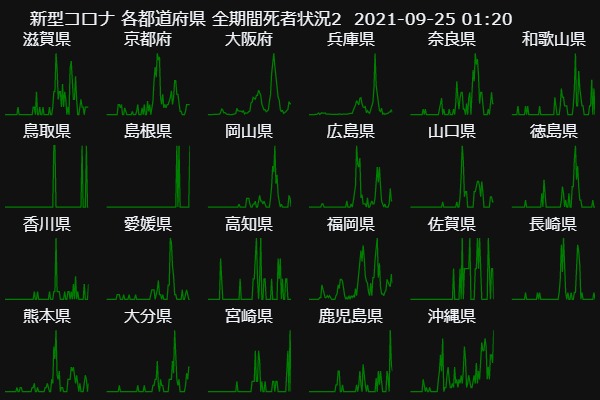 新型コロナ 各都道府県 全期間死者状況2 2021-09-25 01:20
滋賀県 京都府 大阪府 兵庫県 奈良県 和歌山県
鳥取県 島根県 岡山県 広島県 山口県 徳島県
香川県 愛媛県 高知県 福岡県 佐賀県 長崎県
熊本県 大分県 宮崎県 鹿児島県 沖縄県